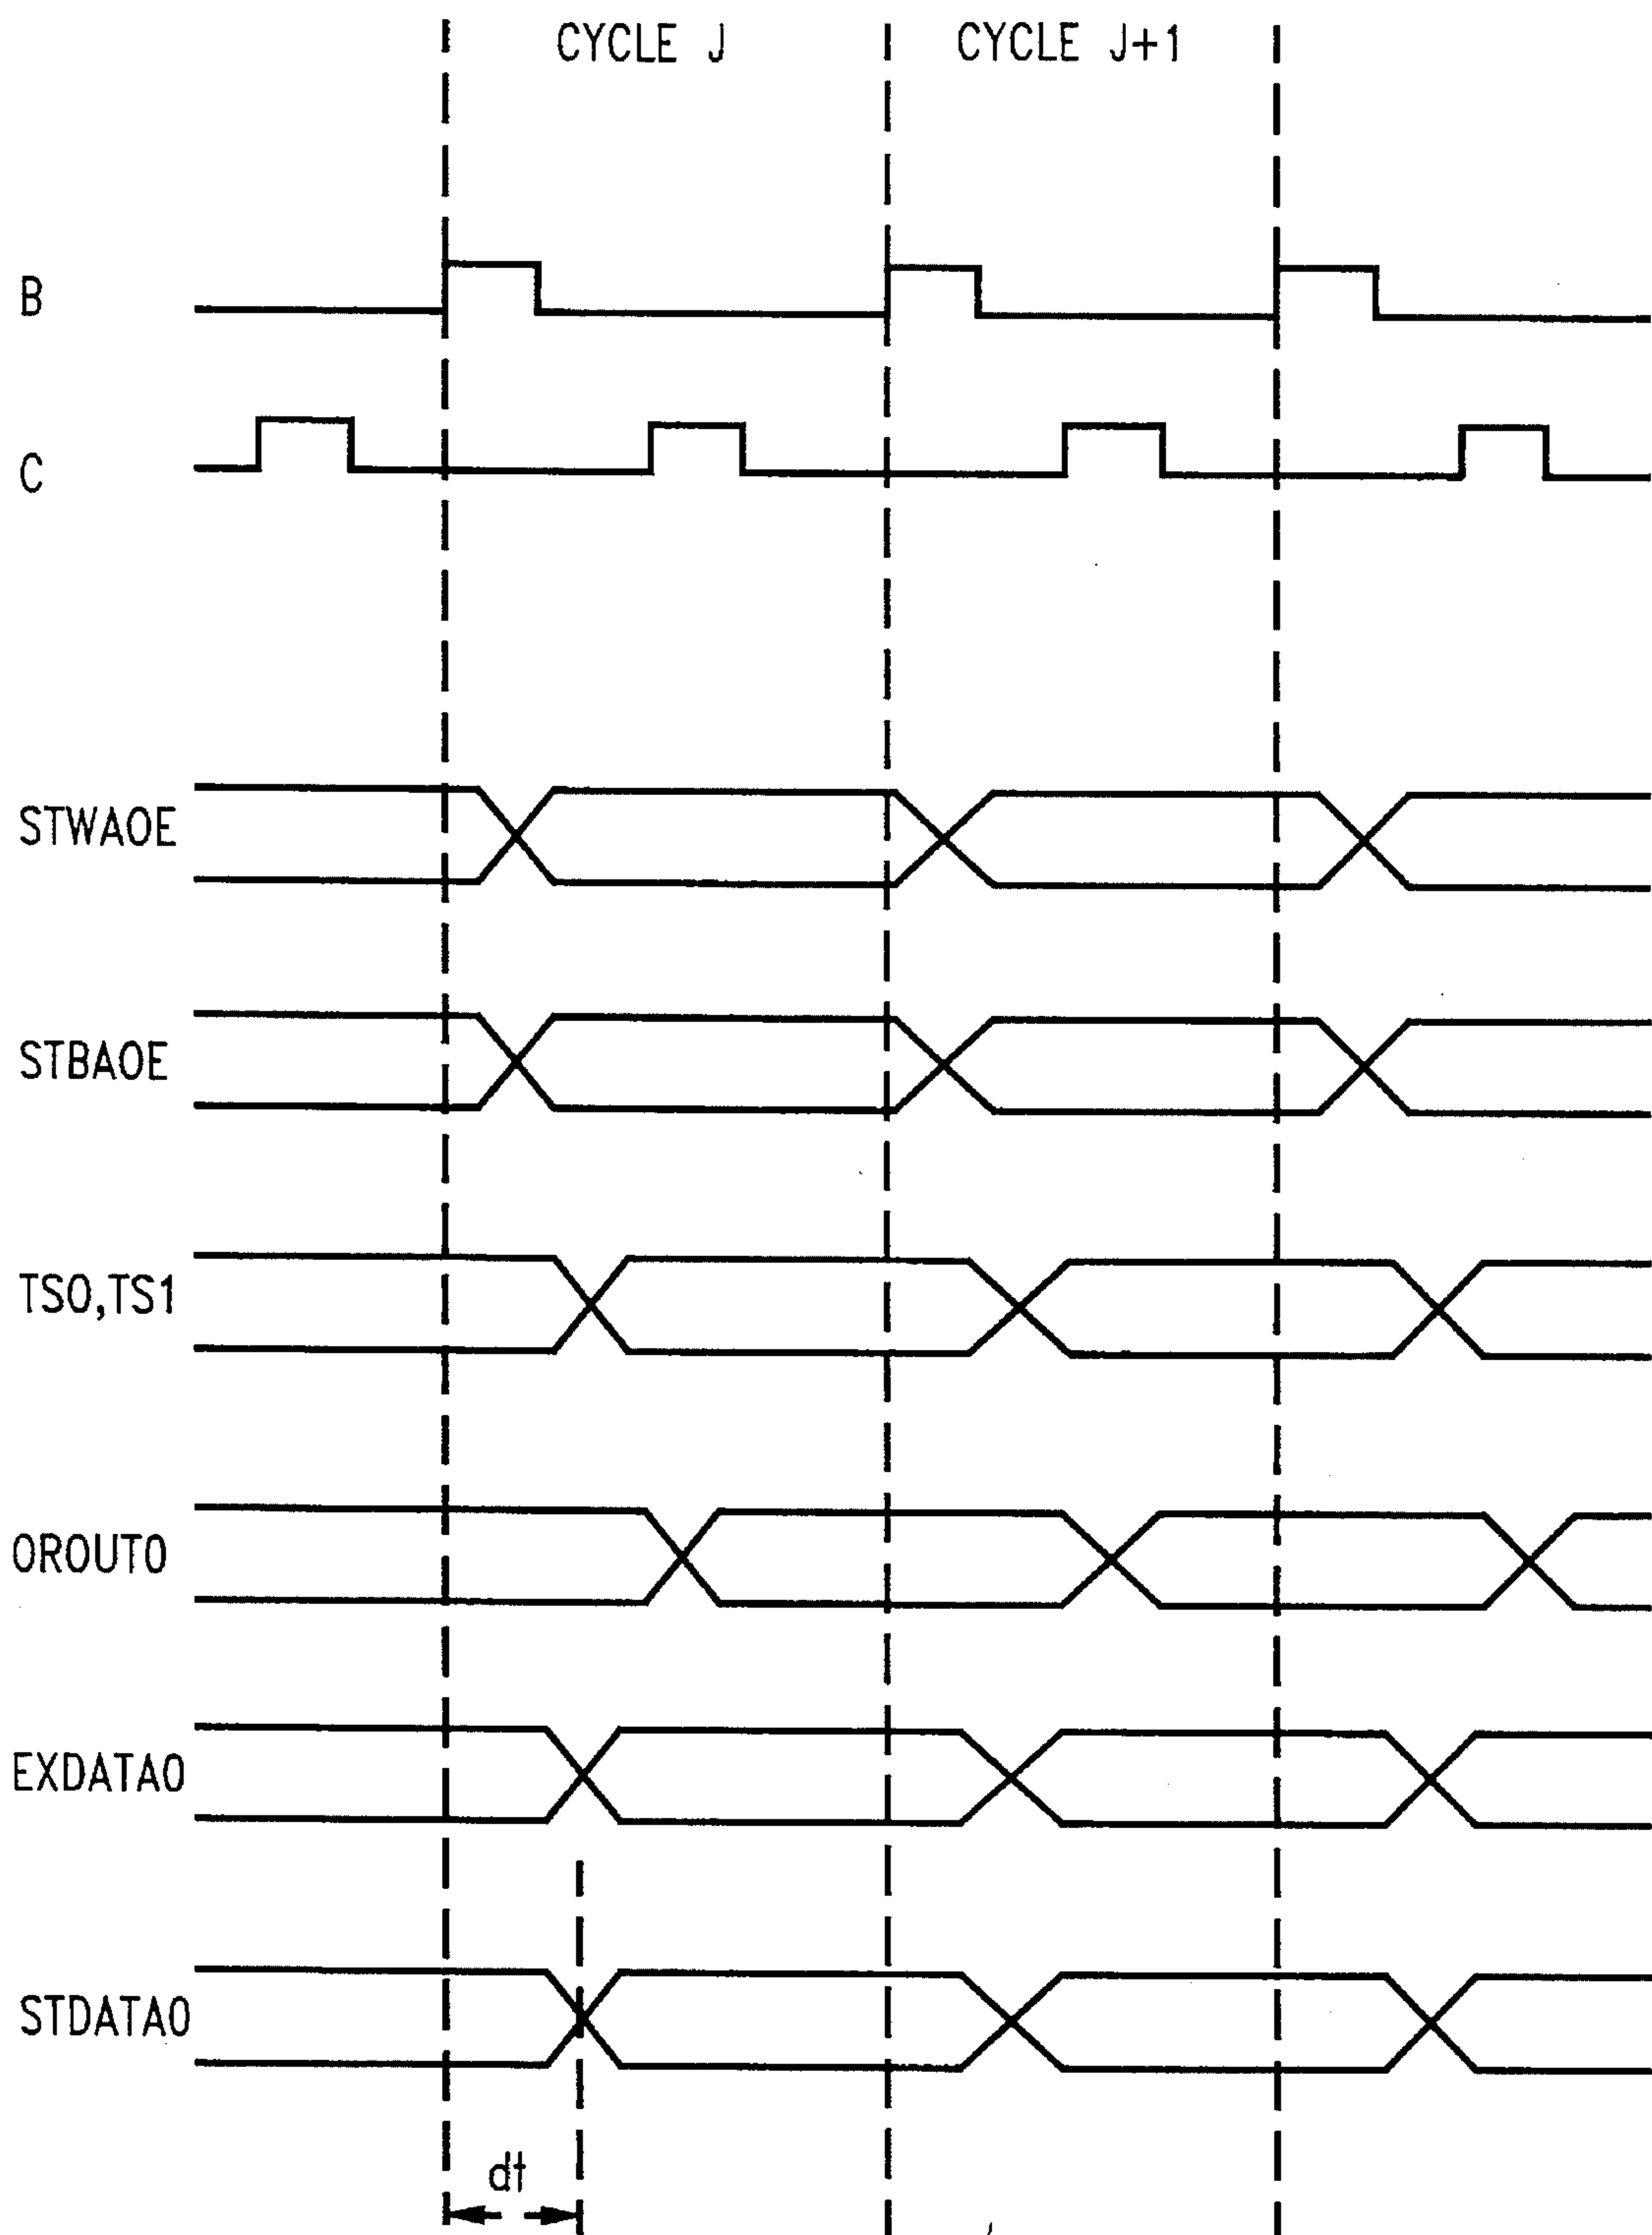 CYCLE J CYCLE J+1
B
C
STWAOE
STBAOE
TS0,TS1
OROUT0
EXDATA0
STDATA0
dt